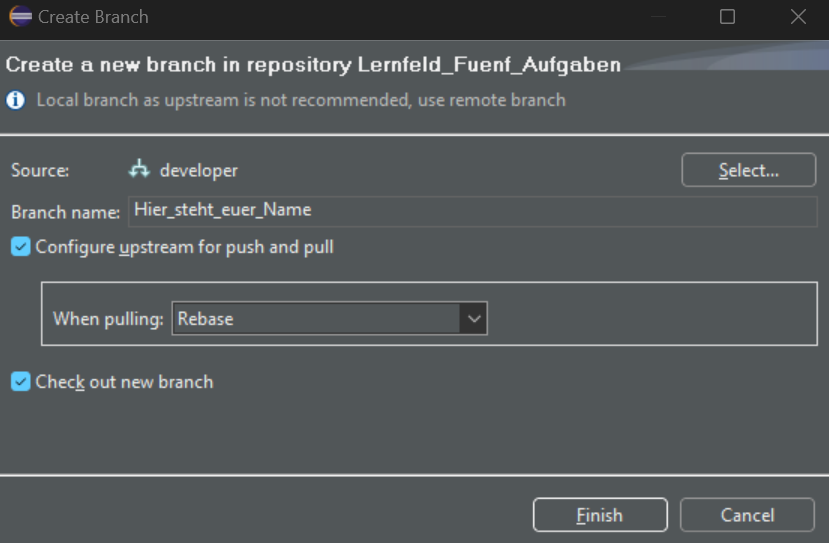 Create Branch
Create a new branch in repository Lernfeld_Fuenf_Aufgaben
Local branch as upstream is not recommended, use remote branch
Source: developer Select...
Branch name: Hier_steht_euer_Name
Configure upstream for push and pull
When pulling: Rebase
Check out new branch
Finish Cancel